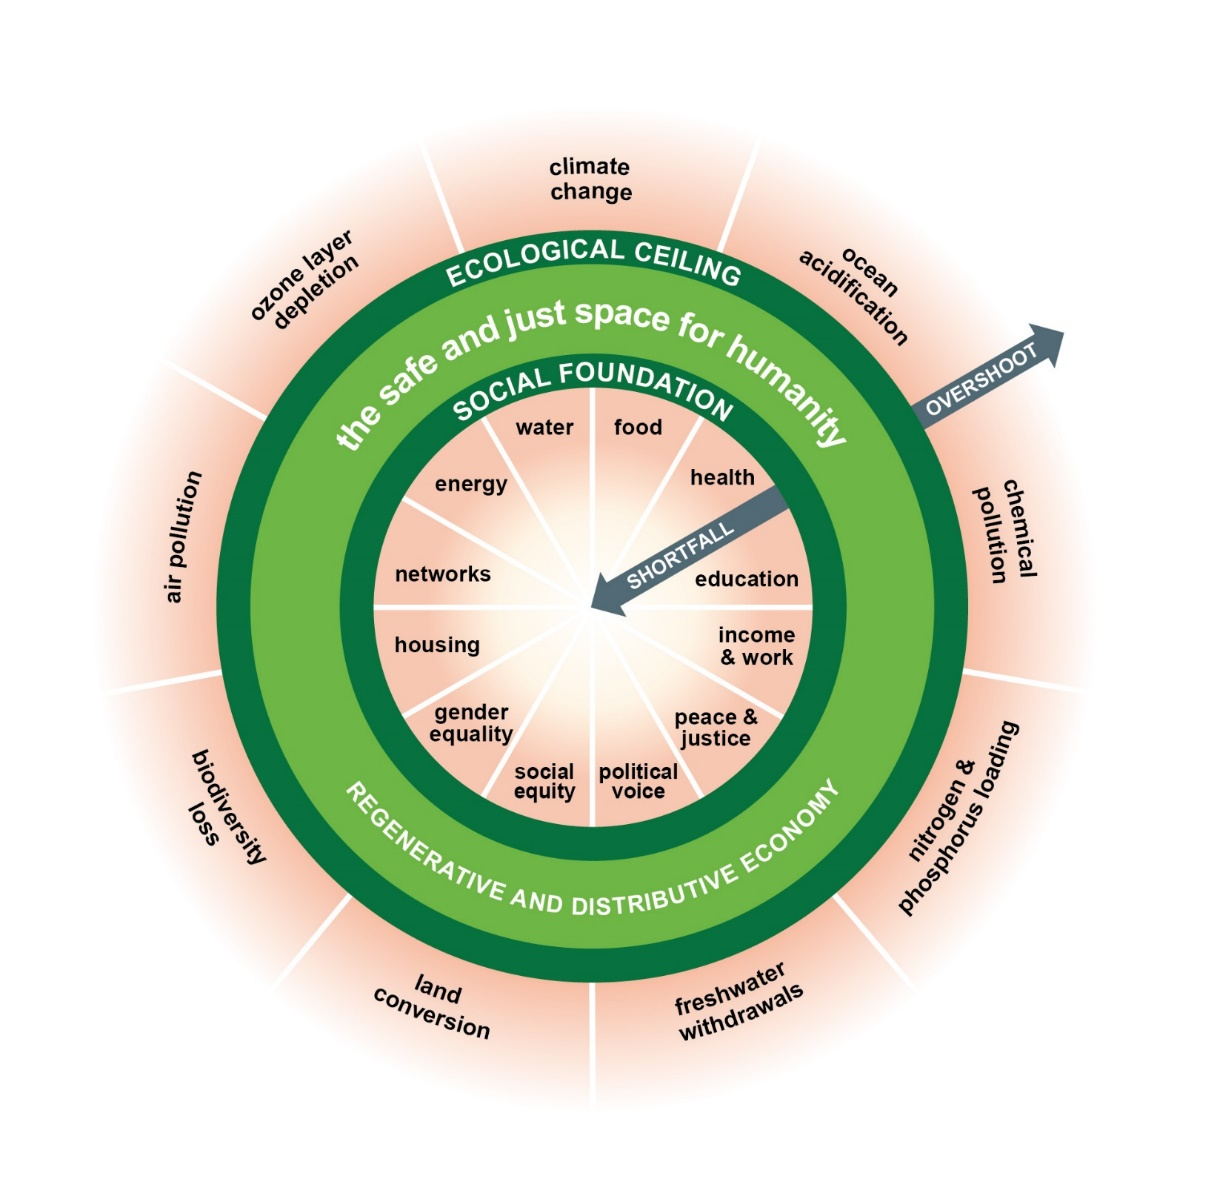 climate
change
ozone layer
depletion
ocean
acidification
ECOLOGICAL CEILING
the safe and just space for humanity
OVERSHOOT
SOCIAL FOUNDATION
water
food
energy
health
air pollution
chemical
pollution
SHORTFALL
networks
education
housing
income
& work
gender
equality
peace &
justice
social
equity
political
voice
biodiversity
loss
nitrogen &
phosphorus loading
REGENERATIVE AND DISTRIBUTIVE ECONOMY
land
conversion
freshwater
withdrawals